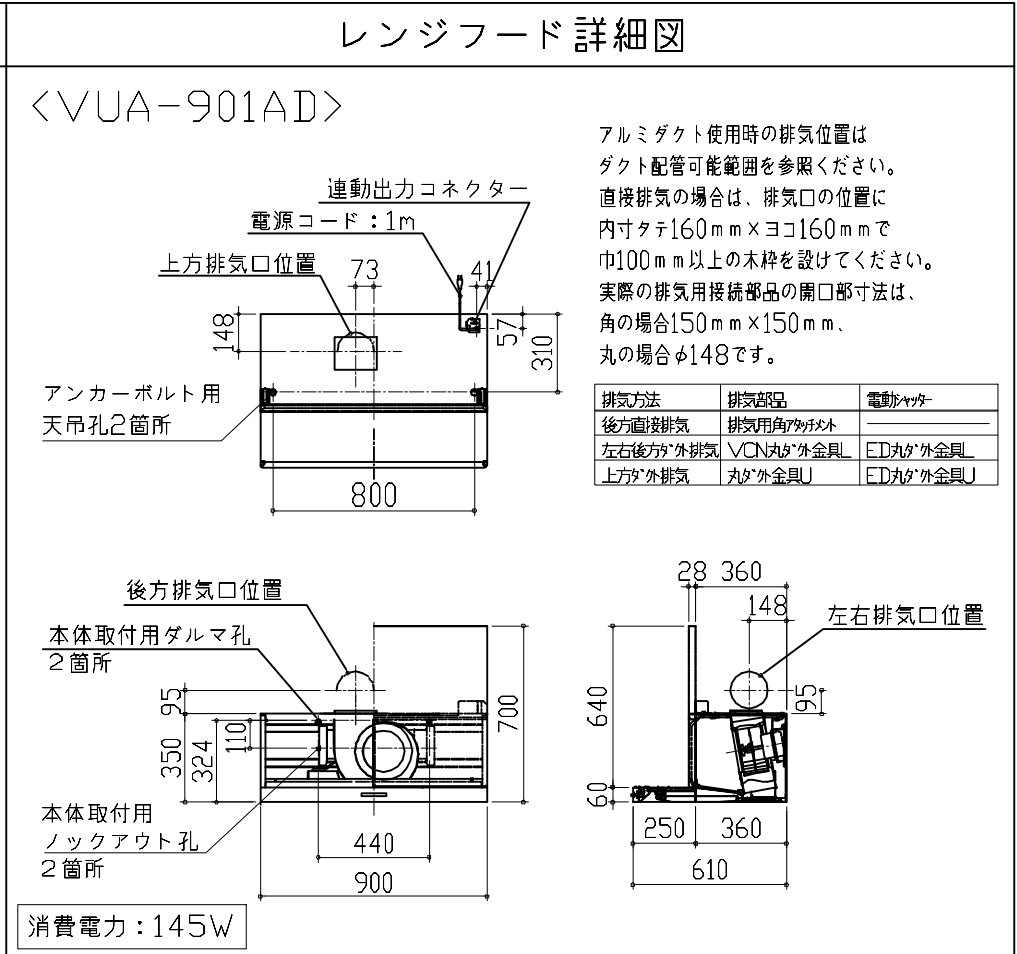 レンジフード詳細図
<VUA-901AD>
アルミダクト使用時の排気位置は
ダクト配管可能範囲を参照ください。
直接排気の場合は、排気口の位置に
内寸タテ160mm×ヨコ160mmで
巾100mm以上の木枠を設けてください。
実際の排気用接続部品の開口部寸法は、
角の場合150mm×150mm、
丸の場合φ148です。
連動出力コネクター
電源コード：1m
上方排気口位置
73
41
148
57
310
アンカーボルト用
天吊孔2箇所
800
排気方法 排気部品 電動シャッター
後方直接排気 排気用角アタッチメント
左右後方ダクト排気 VCN丸ダクト金具L ED丸ダクト金具L
上方ダクト排気 丸ダクト金具U ED丸ダクト金具U
後方排気口位置
本体取付用ダルマ孔
2箇所
95
350
324
110
700
本体取付用
ノックアウト孔
2箇所
440
900
28 360
148
左右排気口位置
640
95
60
250 360
610
消費電力：145W